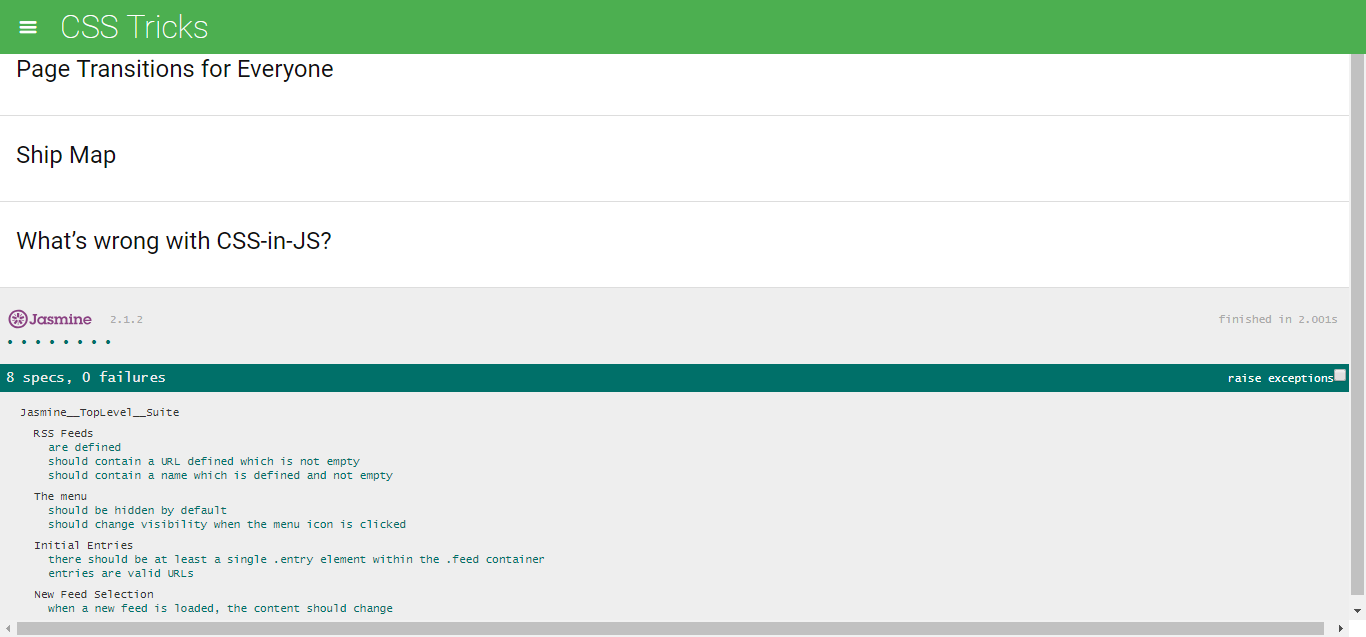 CSS Tricks
Page Transitions for Everyone
Ship Map
What’s wrong with CSS-in-JS?
Jasmine 2.1.2 finished in 2.001s
8 specs, 0 failures raise exceptions
Jasmine__TopLevel__Suite
RSS Feeds
are defined
should contain a URL defined which is not empty
should contain a name which is defined and not empty
The menu
should be hidden by default
should change visibility when the menu icon is clicked
Initial Entries
there should be at least a single .entry element within the .feed container
entries are valid URLs
New Feed Selection
when a new feed is loaded, the content should change